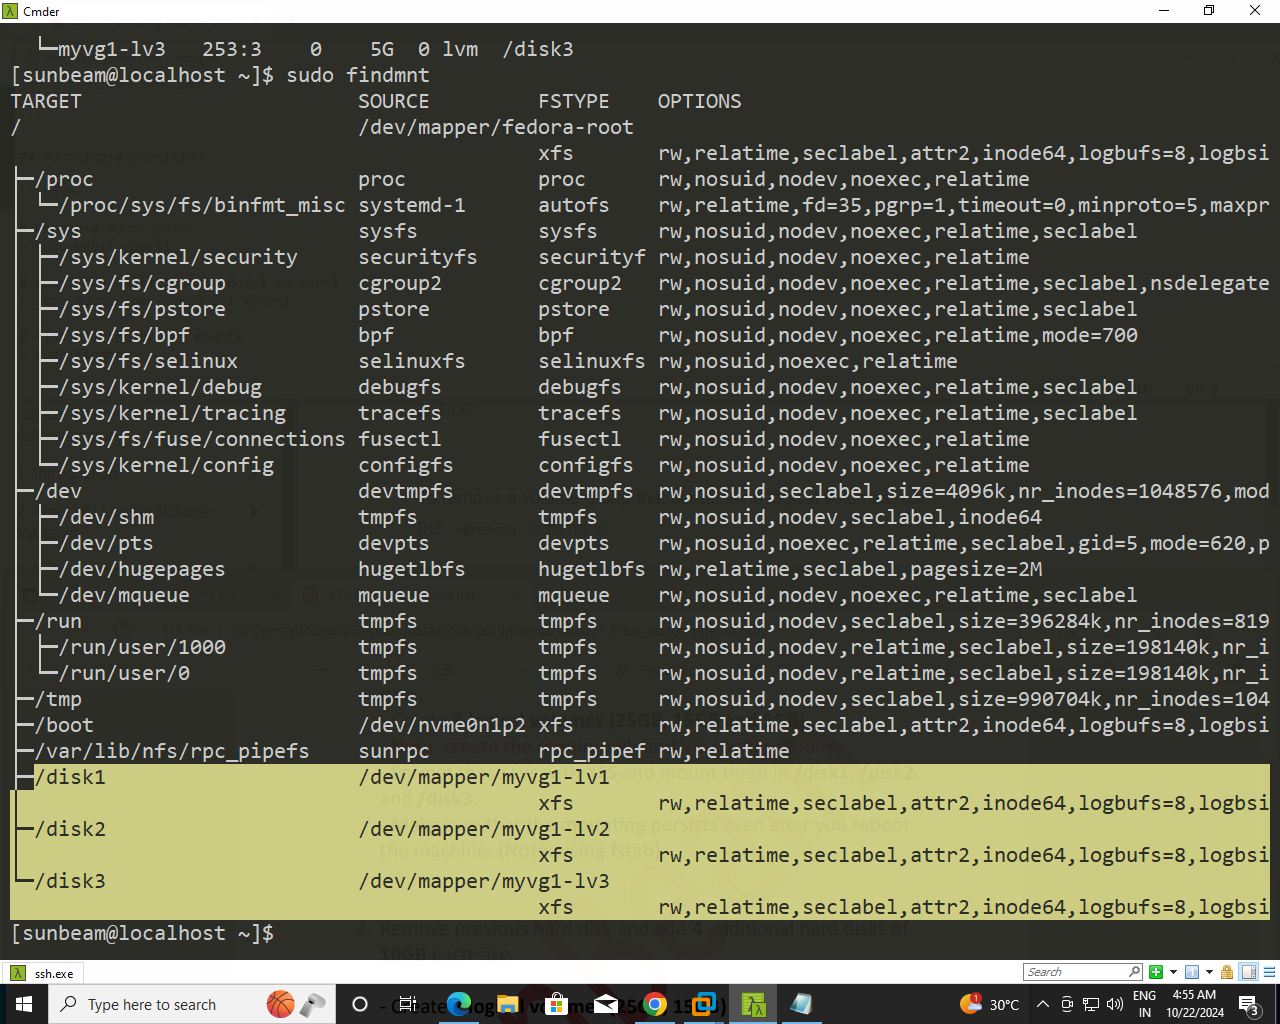 Cmder
└─myvg1-lv3   253:3    0    5G  0 lvm  /disk3
[sunbeam@localhost ~]$ sudo findmnt
TARGET                       SOURCE         FSTYPE    OPTIONS
/                            /dev/mapper/fedora-root
                                            xfs       rw,relatime,seclabel,attr2,inode64,logbufs=8,logbsi
├─/proc                      proc           proc      rw,nosuid,nodev,noexec,relatime
│ └─/proc/sys/fs/binfmt_misc systemd-1      autofs    rw,relatime,fd=35,pgrp=1,timeout=0,minproto=5,maxpr
├─/sys                       sysfs          sysfs     rw,nosuid,nodev,noexec,relatime,seclabel
│ ├─/sys/kernel/security     securityfs     securityf rw,nosuid,nodev,noexec,relatime
│ ├─/sys/fs/cgroup           cgroup2        cgroup2   rw,nosuid,nodev,noexec,relatime,seclabel,nsdelegate
│ ├─/sys/fs/pstore           pstore         pstore    rw,nosuid,nodev,noexec,relatime,seclabel
│ ├─/sys/fs/bpf              bpf            bpf       rw,nosuid,nodev,noexec,relatime,mode=700
│ ├─/sys/fs/selinux          selinuxfs      selinuxfs rw,nosuid,noexec,relatime
│ ├─/sys/kernel/debug        debugfs        debugfs   rw,nosuid,nodev,noexec,relatime,seclabel
│ ├─/sys/kernel/tracing      tracefs        tracefs   rw,nosuid,nodev,noexec,relatime,seclabel
│ ├─/sys/fs/fuse/connections fusectl        fusectl   rw,nosuid,nodev,noexec,relatime
│ └─/sys/kernel/config       configfs       configfs  rw,nosuid,nodev,noexec,relatime
├─/dev                       devtmpfs       devtmpfs  rw,nosuid,seclabel,size=4096k,nr_inodes=1048576,mod
│ ├─/dev/shm                 tmpfs          tmpfs     rw,nosuid,nodev,seclabel,inode64
│ ├─/dev/pts                 devpts         devpts    rw,nosuid,noexec,relatime,seclabel,gid=5,mode=620,p
│ ├─/dev/hugepages           hugetlbfs      hugetlbfs rw,relatime,seclabel,pagesize=2M
│ └─/dev/mqueue              mqueue         mqueue    rw,nosuid,nodev,noexec,relatime,seclabel
├─/run                       tmpfs          tmpfs     rw,nosuid,nodev,seclabel,size=396284k,nr_inodes=819
│ ├─/run/user/1000           tmpfs          tmpfs     rw,nosuid,nodev,relatime,seclabel,size=198140k,nr_i
│ └─/run/user/0              tmpfs          tmpfs     rw,nosuid,nodev,relatime,seclabel,size=198140k,nr_i
├─/tmp                       tmpfs          tmpfs     rw,nosuid,nodev,seclabel,size=990704k,nr_inodes=104
├─/boot                      /dev/nvme0n1p2 xfs       rw,relatime,seclabel,attr2,inode64,logbufs=8,logbsi
├─/var/lib/nfs/rpc_pipefs    sunrpc         rpc_pipef rw,relatime
├─/disk1                     /dev/mapper/myvg1-lv1
│                                           xfs       rw,relatime,seclabel,attr2,inode64,logbufs=8,logbsi
├─/disk2                     /dev/mapper/myvg1-lv2
│                                           xfs       rw,relatime,seclabel,attr2,inode64,logbufs=8,logbsi
└─/disk3                     /dev/mapper/myvg1-lv3
                                            xfs       rw,relatime,seclabel,attr2,inode64,logbufs=8,logbsi
[sunbeam@localhost ~]$
ssh.exe
Search
Type here to search
30°C
ENG
IN
4:55 AM
10/22/2024
3